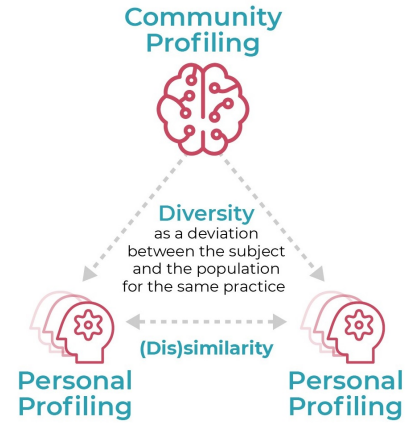 Community
Profiling
Diversity
as a deviation
between the subject
and the population
for the same practice
(Dis)similarity
Personal
Profiling
Personal
Profiling